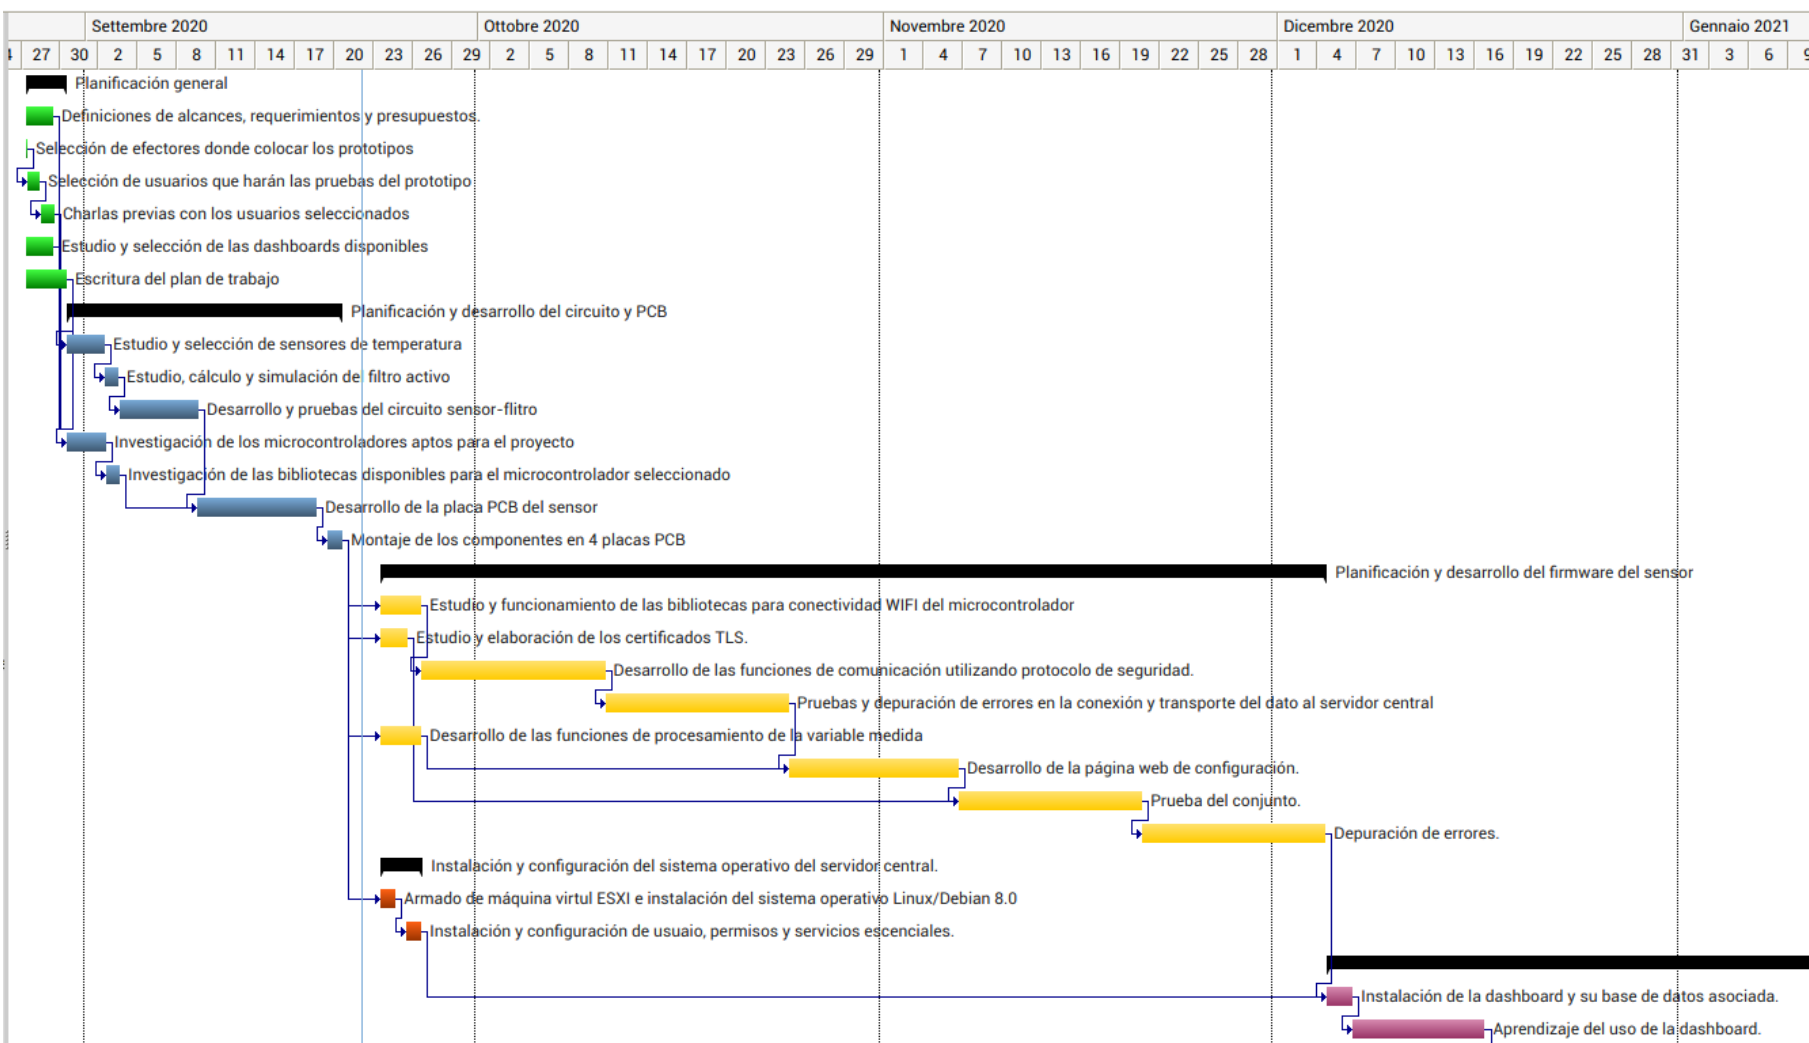 Settembre 2020 Ottobre 2020 Novembre 2020 Dicembre 2020 Gennaio 2021
27 30 2 5 8 11 14 17 20 23 26 29 2 5 8 11 14 17 20 23 26 29 1 4 7 10 13 16 19 22 25 28 1 4 7 10 13 16 19 22 25 28 31 3 6 9
Planificación general
Definiciones de alcances, requerimientos y presupuestos.
Selección de efectores donde colocar los prototipos
Selección de usuarios que harán las pruebas del prototipo
Charlas previas con los usuarios seleccionados
Estudio y selección de las dashboards disponibles
Escritura del plan de trabajo
Planificación y desarrollo del circuito y PCB
Estudio y selección de sensores de temperatura
Estudio, cálculo y simulación del filtro activo
Desarrollo y pruebas del circuito sensor-flitro
Investigación de los microcontroladores aptos para el proyecto
Investigación de las bibliotecas disponibles para el microcontrolador seleccionado
Desarrollo de la placa PCB del sensor
Montaje de los componentes en 4 placas PCB
Planificación y desarrollo del firmware del sensor
Estudio y funcionamiento de las bibliotecas para conectividad WIFI del microcontrolador
Estudio y elaboración de los certificados TLS.
Desarrollo de las funciones de comunicación utilizando protocolo de seguridad.
Pruebas y depuración de errores en la conexión y transporte del dato al servidor central
Desarrollo de las funciones de procesamiento de la variable medida
Desarrollo de la página web de configuración.
Prueba del conjunto.
Depuración de errores.
Instalación y configuración del sistema operativo del servidor central.
Armado de máquina virtul ESXI e instalación del sistema operativo Linux/Debian 8.0
Instalación y configuración de usuaio, permisos y servicios escenciales.
Instalación de la dashboard y su base de datos asociada.
Aprendizaje del uso de la dashboard.